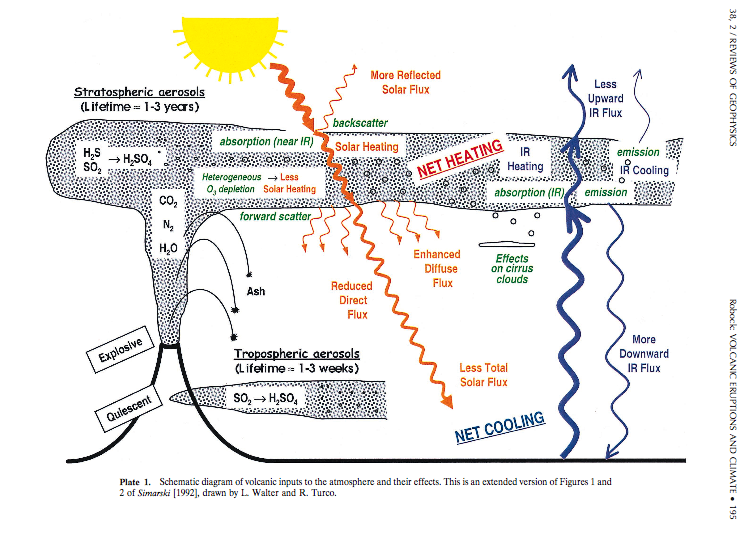 38, 2 / REVIEWS OF GEOPHYSICS
Robock: VOLCANIC ERUPTIONS AND CLIMATE • 195
More Reflected
Solar Flux
Stratospheric aerosols
(Lifetime ≈ 1-3 years)
backscatter
Less
Upward
IR Flux
absorption (near IR)
Solar Heating
NET HEATING
IR
Heating
emission
IR Cooling
H₂S
SO₂
→ H₂SO₄
Heterogeneous → Less
O₃ depletion Solar Heating
absorption (IR)
emission
CO₂
N₂
H₂O
forward scatter
Ash
Reduced
Direct
Flux
Enhanced
Diffuse
Flux
Effects
on cirrus
clouds
Explosive
Tropospheric aerosols
(Lifetime ≈ 1-3 weeks)
Less Total
Solar Flux
More
Downward
IR Flux
Quiescent
SO₂ → H₂SO₄
NET COOLING
Plate 1. Schematic diagram of volcanic inputs to the atmosphere and their effects. This is an extended version of Figures 1 and
2 of Simarski [1992], drawn by L. Walter and R. Turco.